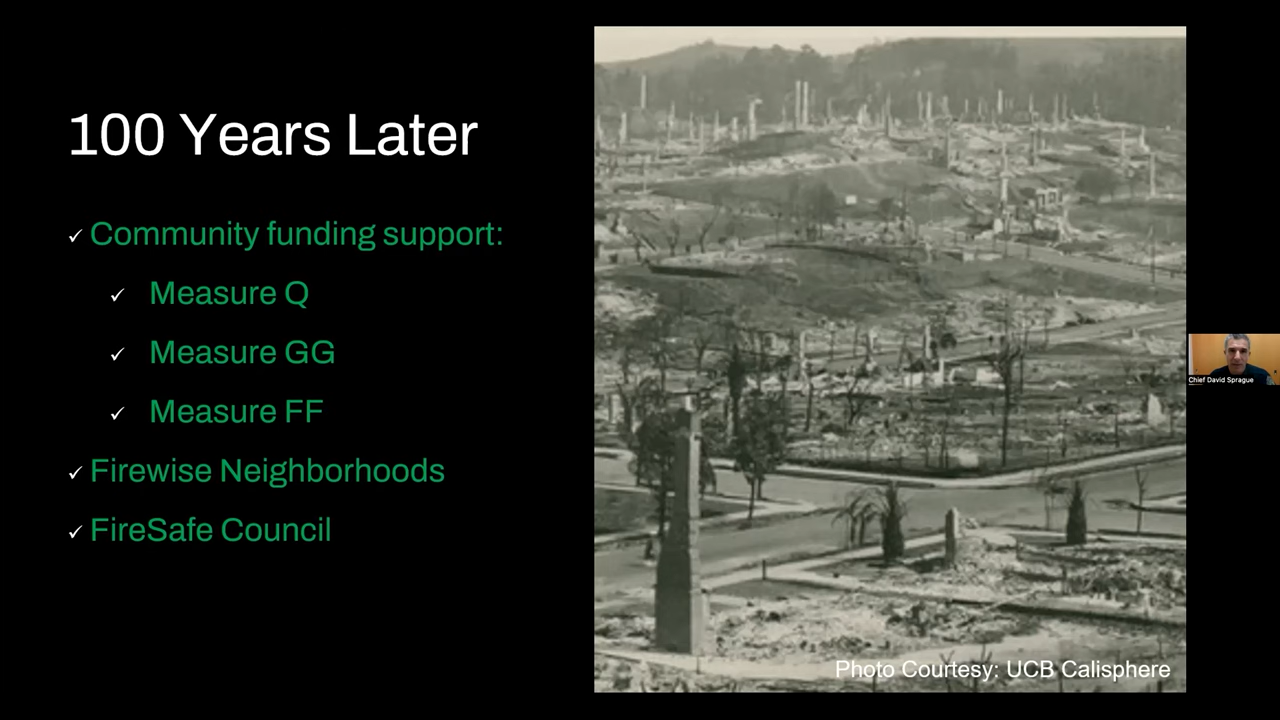 100 Years Later
Community funding support:
Measure Q
Measure GG
Measure FF
Firewise Neighborhoods
FireSafe Council
Photo Courtesy: UCB Calisphere
Chief David Sprague